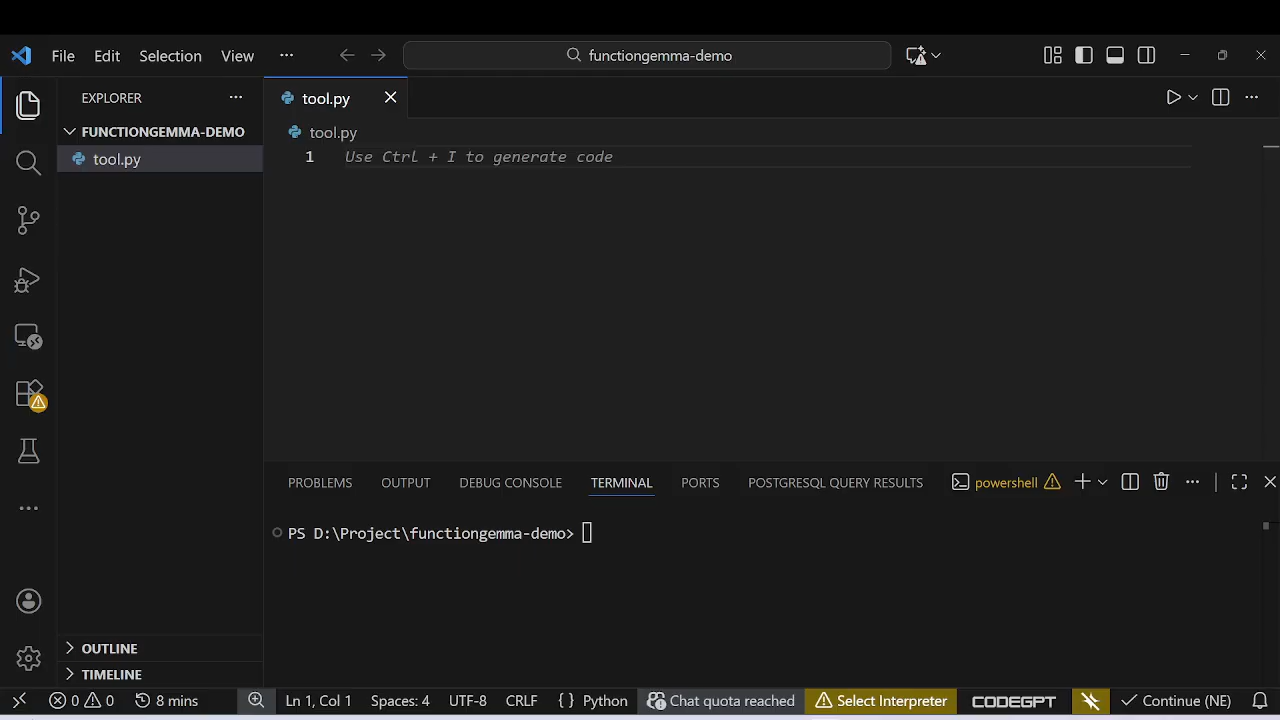 File Edit Selection View ··· functiongemma-demo
EXPLORER ···
FUNCTIONGEMMA-DEMO
tool.py
OUTLINE
TIMELINE
tool.py
tool.py
1 Use Ctrl + I to generate code
PROBLEMS OUTPUT DEBUG CONSOLE TERMINAL PORTS POSTGRESQL QUERY RESULTS powershell
PS D:\Project\functiongemma-demo>
0 0 8 mins Ln 1, Col 1 Spaces: 4 UTF-8 CRLF { } Python Chat quota reached Select Interpreter CODEGPT Continue (NE)